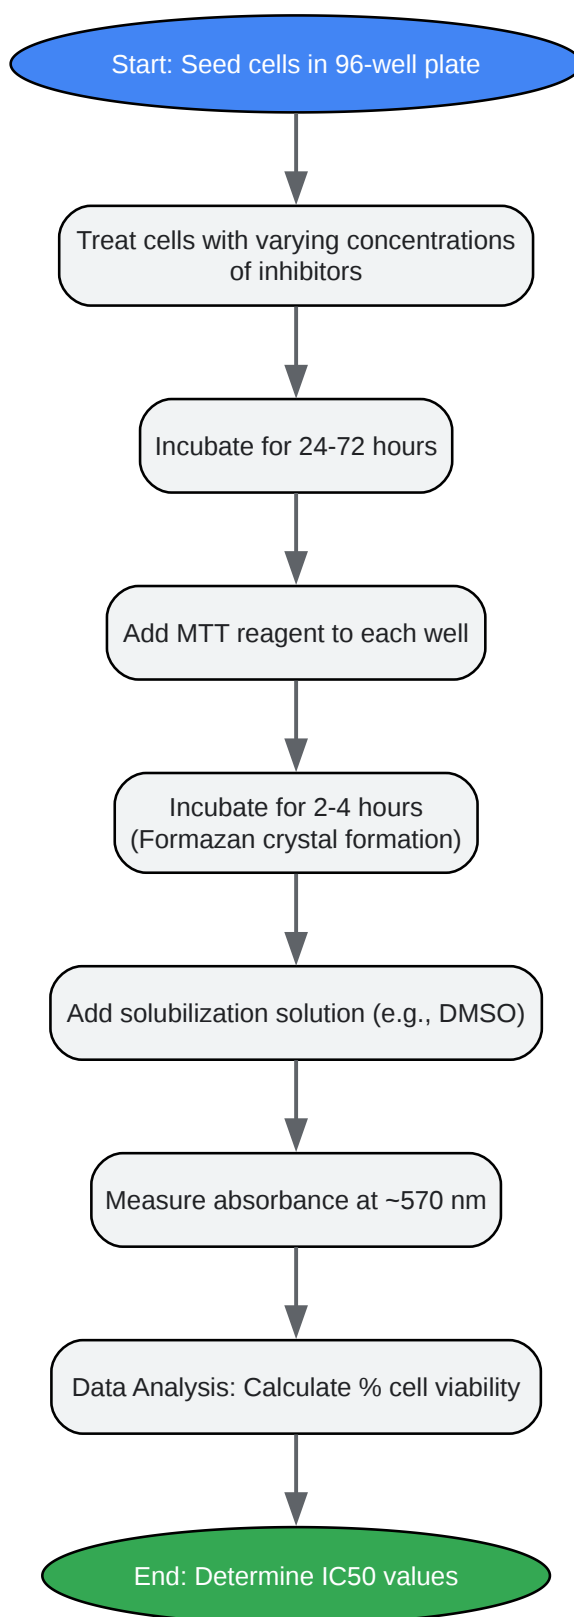 Start: Seed cells in 96-well plate
Treat cells with varying concentrations
of inhibitors
Incubate for 24-72 hours
Add MTT reagent to each well
Incubate for 2-4 hours
(Formazan crystal formation)
Add solubilization solution (e.g., DMSO)
Measure absorbance at ~570 nm
Data Analysis: Calculate % cell viability
End: Determine IC50 values